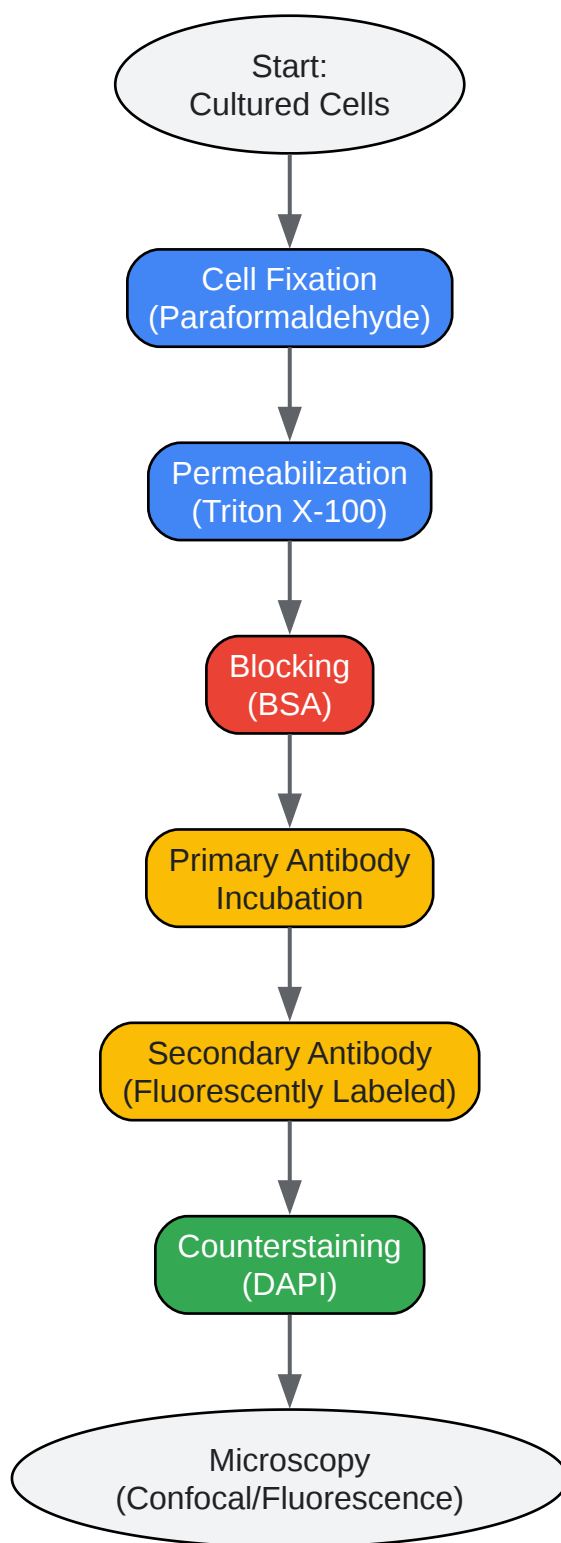 Start:
Cultured Cells
Cell Fixation
(Paraformaldehyde)
Permeabilization
(Triton X-100)
Blocking
(BSA)
Primary Antibody
Incubation
Secondary Antibody
(Fluorescently Labeled)
Counterstaining
(DAPI)
Microscopy
(Confocal/Fluorescence)